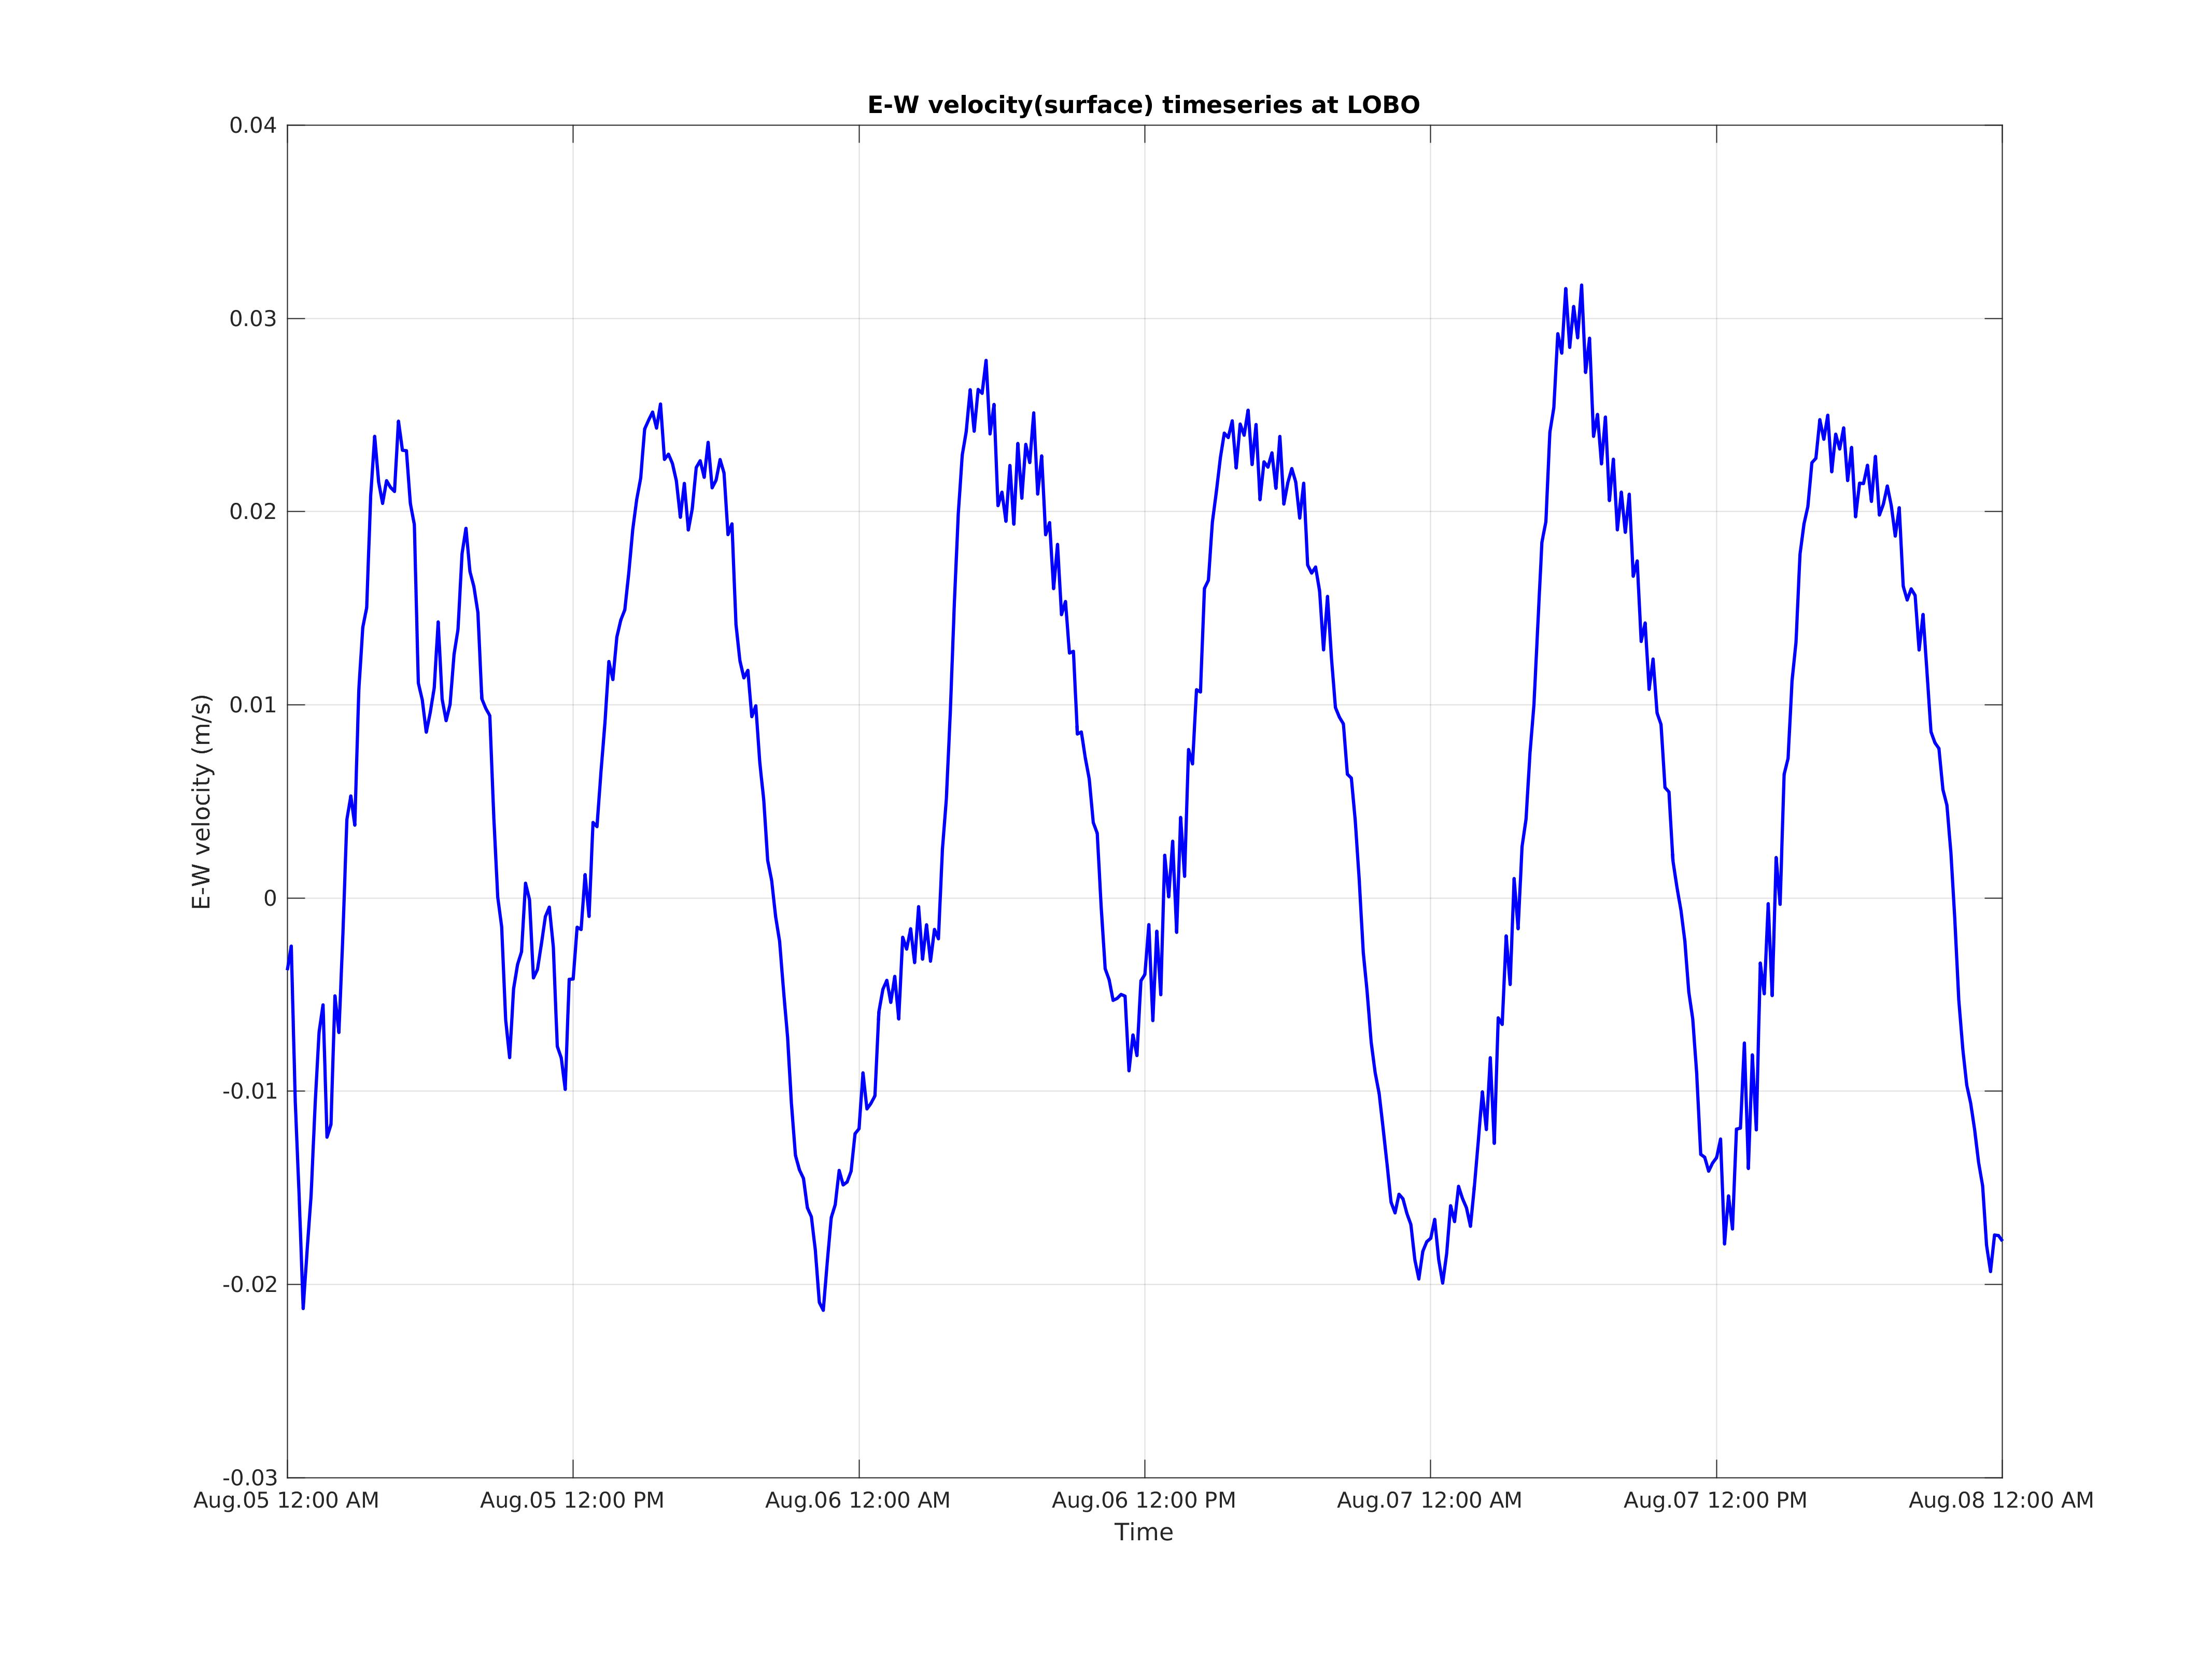 E-W velocity(surface) timeseries at LOBO
0.04
0.03
0.02
0.01
0
-0.01
-0.02
-0.03
E-W velocity (m/s)
Aug.05 12:00 AM Aug.05 12:00 PM Aug.06 12:00 AM Aug.06 12:00 PM Aug.07 12:00 AM Aug.07 12:00 PM Aug.08 12:00 AM
Time